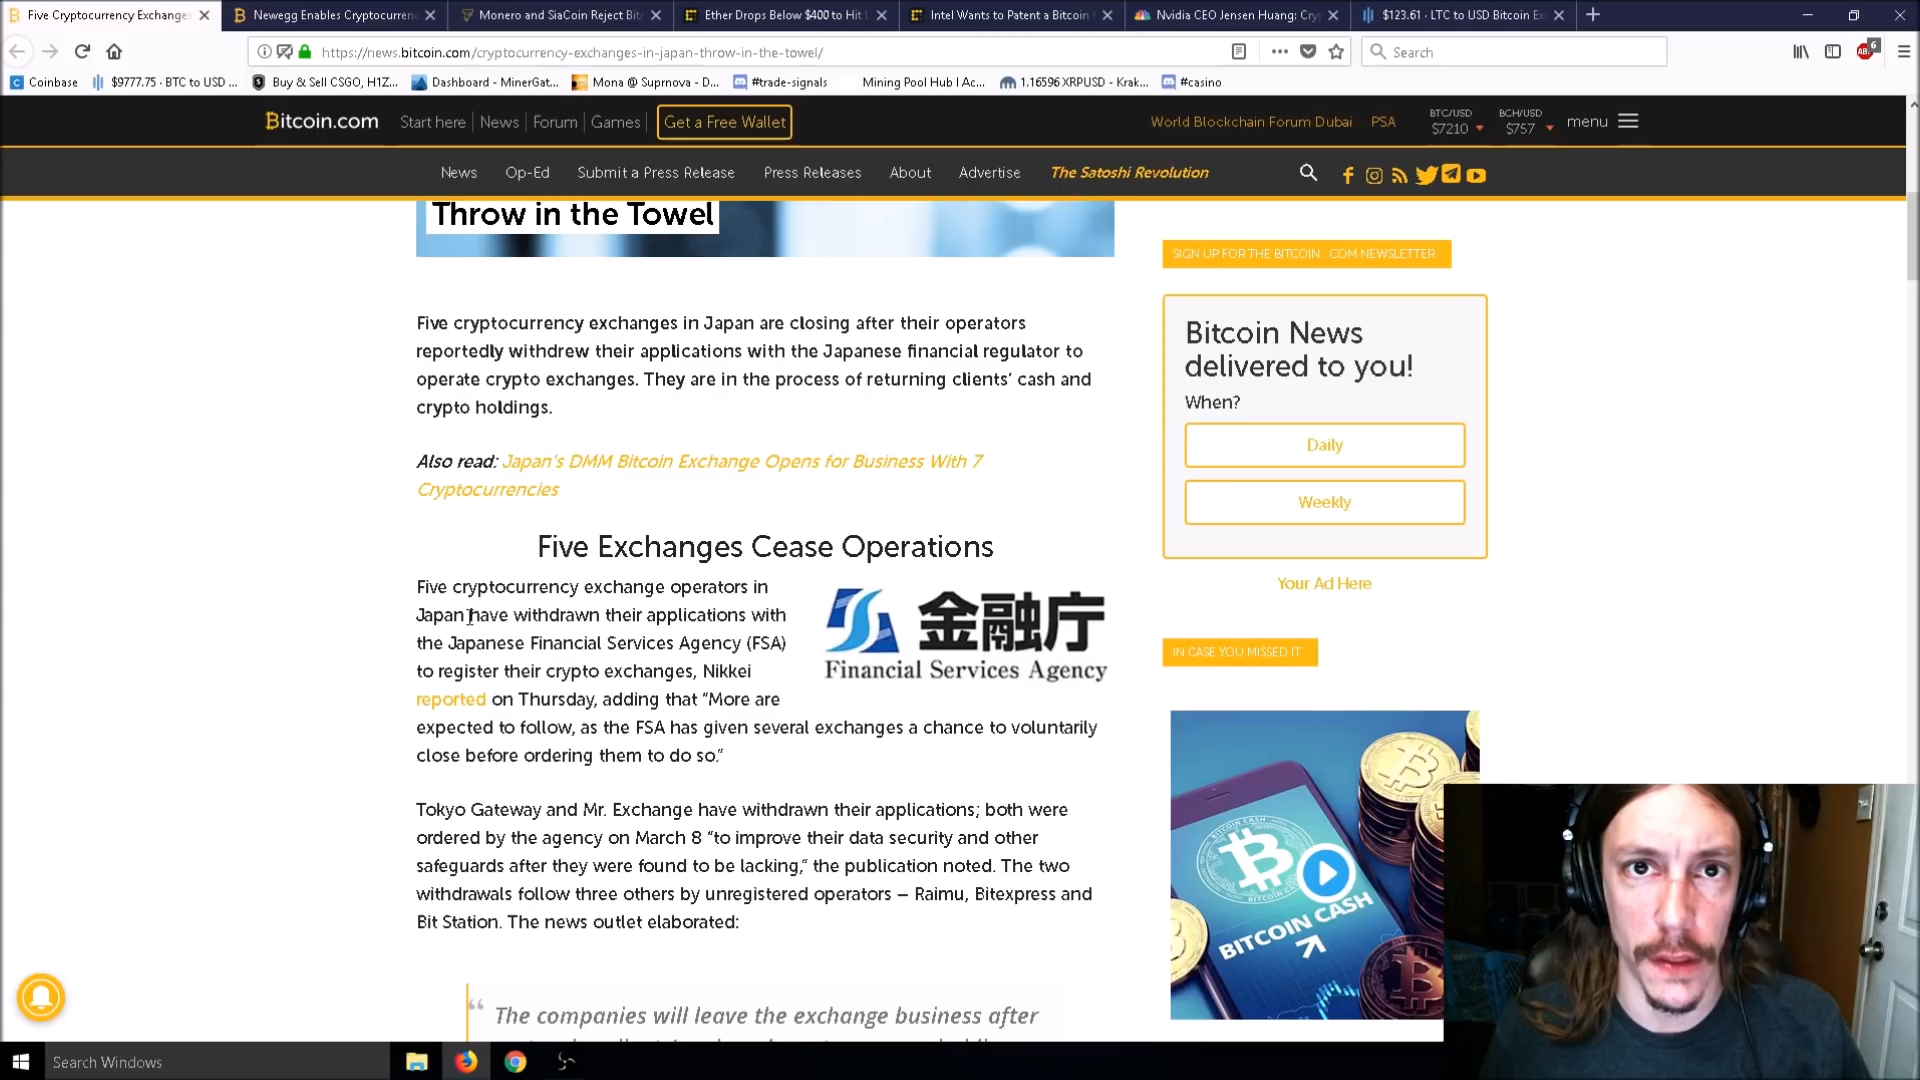 Five Cryptocurrency Exchanges
Newegg Enables Cryptocurren
Monero and SiaCoin Reject Bit
Ether Drops Below $400 to Hit L
Intel Wants to Patent a Bitcoin
Nvidia CEO Jensen Huang: Cry
$123.61 · LTC to USD Bitcoin Ex
https://news.bitcoin.com/cryptocurrency-exchanges-in-japan-throw-in-the-towel/
Search
Coinbase
$9777.75 · BTC to USD ...
Buy & Sell CSGO, H1Z...
Dashboard - MinerGat...
Mona @ Suprnova - D...
#trade-signals
Mining Pool Hub | Ac...
1.16596 XRPUSD - Krak...
#casino
Bitcoin.com
Start here | News | Forum | Games |
Get a Free Wallet
World Blockchain Forum Dubai
PSA
BTC/USD
$7210
BCH/USD
$757
menu
News
Op-Ed
Submit a Press Release
Press Releases
About
Advertise
The Satoshi Revolution
Throw in the Towel
Five cryptocurrency exchanges in Japan are closing after their operators
reportedly withdrew their applications with the Japanese financial regulator to
operate crypto exchanges. They are in the process of returning clients’ cash and
crypto holdings.
Also read: Japan's DMM Bitcoin Exchange Opens for Business With 7
Cryptocurrencies
Five Exchanges Cease Operations
Five cryptocurrency exchange operators in
Japan have withdrawn their applications with
the Japanese Financial Services Agency (FSA)
to register their crypto exchanges, Nikkei
reported on Thursday, adding that “More are
expected to follow, as the FSA has given several exchanges a chance to voluntarily
close before ordering them to do so.”
金融庁
Financial Services Agency
Tokyo Gateway and Mr. Exchange have withdrawn their applications; both were
ordered by the agency on March 8 “to improve their data security and other
safeguards after they were found to be lacking,” the publication noted. The two
withdrawals follow three others by unregistered operators – Raimu, Bitexpress and
Bit Station. The news outlet elaborated:
“ The companies will leave the exchange business after
SIGN UP FOR THE BITCOIN . COM NEWSLETTER
Bitcoin News
delivered to you!
When?
Daily
Weekly
Your Ad Here
IN CASE YOU MISSED IT
BITCOIN CASH
Search Windows